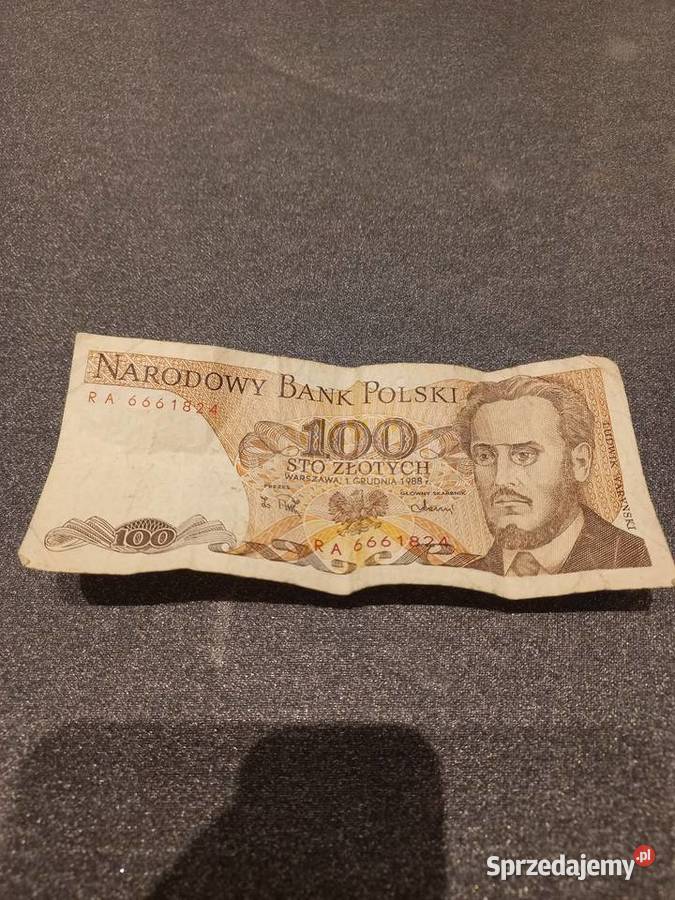 NARODOWY BANK POLSKI
RA 6661824
100
STO ZŁOTYCH
WARSZAWA, 1 GRUDNIA 1988 r.
PREZES
GŁÓWNY SKARBNIK
100
RA 6661824
LUDWIK WARYŃSKI
Sprzedajemy.pl